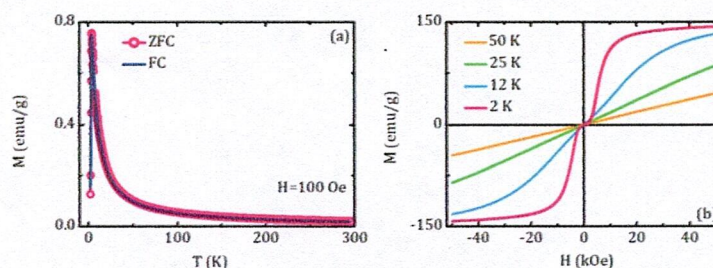 0.8
0.4
0.0
M (emu/g)
ZFC
FC
(a)
H=100 Oe
0
100
200
300
T (K)
150
0
-150
M (emu/g)
50 K
25 K
12 K
2 K
(b)
-40
-20
0
20
40
H (kOe)